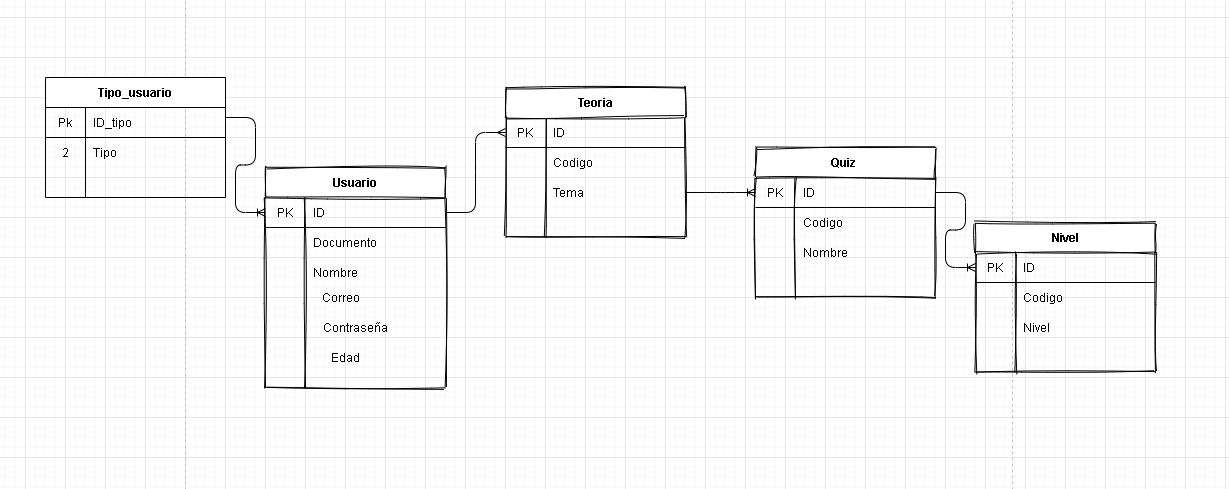 Tipo_usuario
Pk ID_tipo
2 Tipo
Usuario
PK ID
Documento
Nombre
Correo
Contraseña
Edad
Teoria
PK ID
Codigo
Tema
Quiz
PK ID
Codigo
Nombre
Nivel
PK ID
Codigo
Nivel